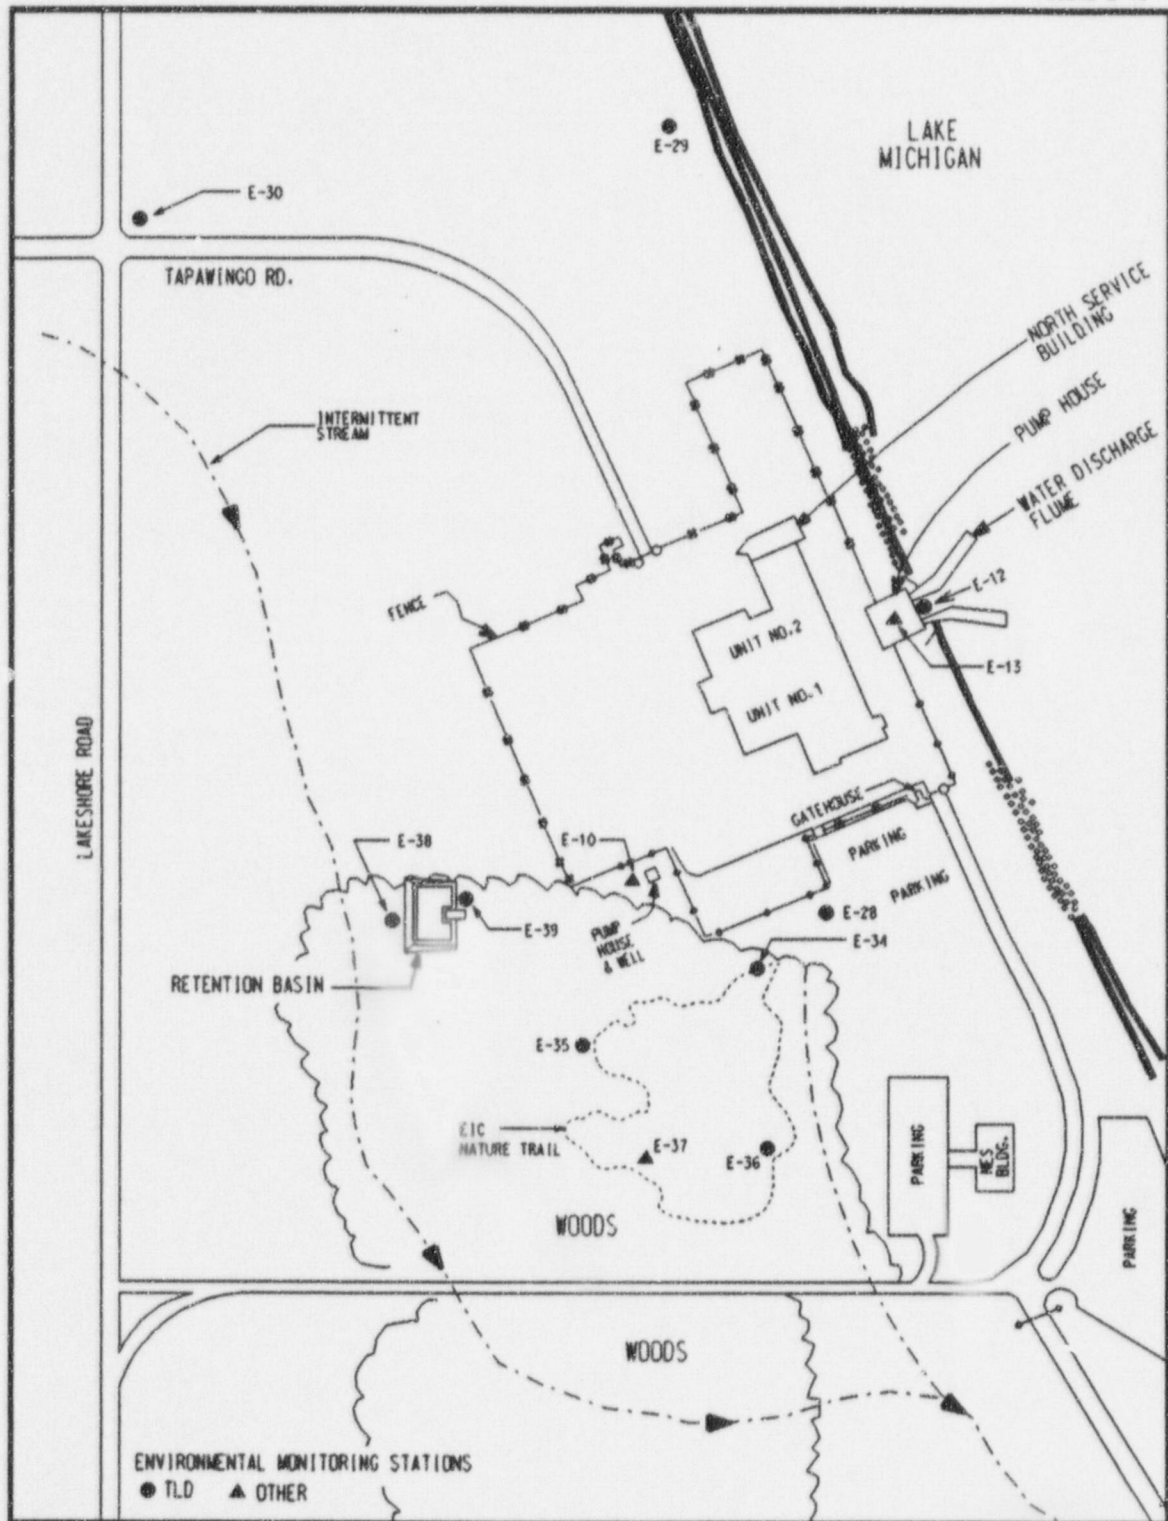 LAKE
MICHIGAN
E-29
E-30
TAPAWINGO RD.
NORTH SERVICE
BUILDING
PUMP HOUSE
WATER DISCHARGE
FLUME
INTERMITTENT
STREAM
E-12
FENCE
UNIT NO.2
E-13
UNIT NO.1
LAKESHORE ROAD
GATEHOUSE
E-38
E-10
PARKING
PARKING
E-28
E-39
PUMP
HOUSE
& WELL
E-34
RETENTION BASIN
E-35
EIC
NATURE TRAIL
E-37
E-36
PARKING
NES
BLDG.
WOODS
PARKING
WOODS
ENVIRONMENTAL MONITORING STATIONS
TLD
OTHER